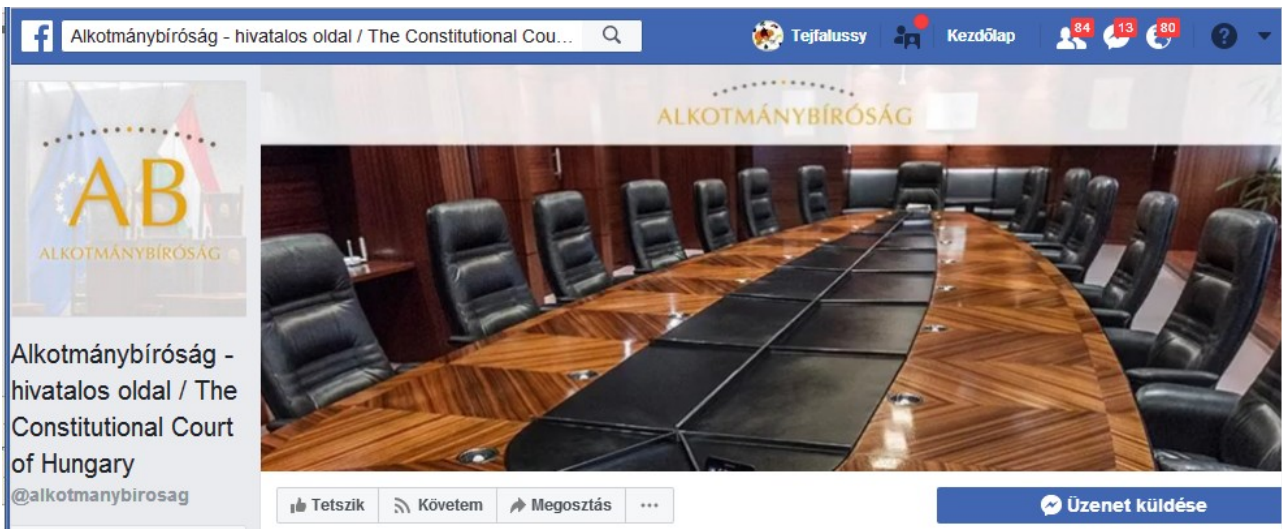 Alkotmánybíróság - hivatalos oldal / The Constitutional Cou...
Tejfalussy
Kezdőlap
84
13
80
?
ALKOTMÁNYBÍRÓSÁG
AB
ALKOTMÁNYBÍRÓSÁG
Alkotmánybíróság -
hivatalos oldal / The
Constitutional Court
of Hungary
@alkotmanybirosag
Tetszik
Követem
Megosztás
...
Üzenet küldése